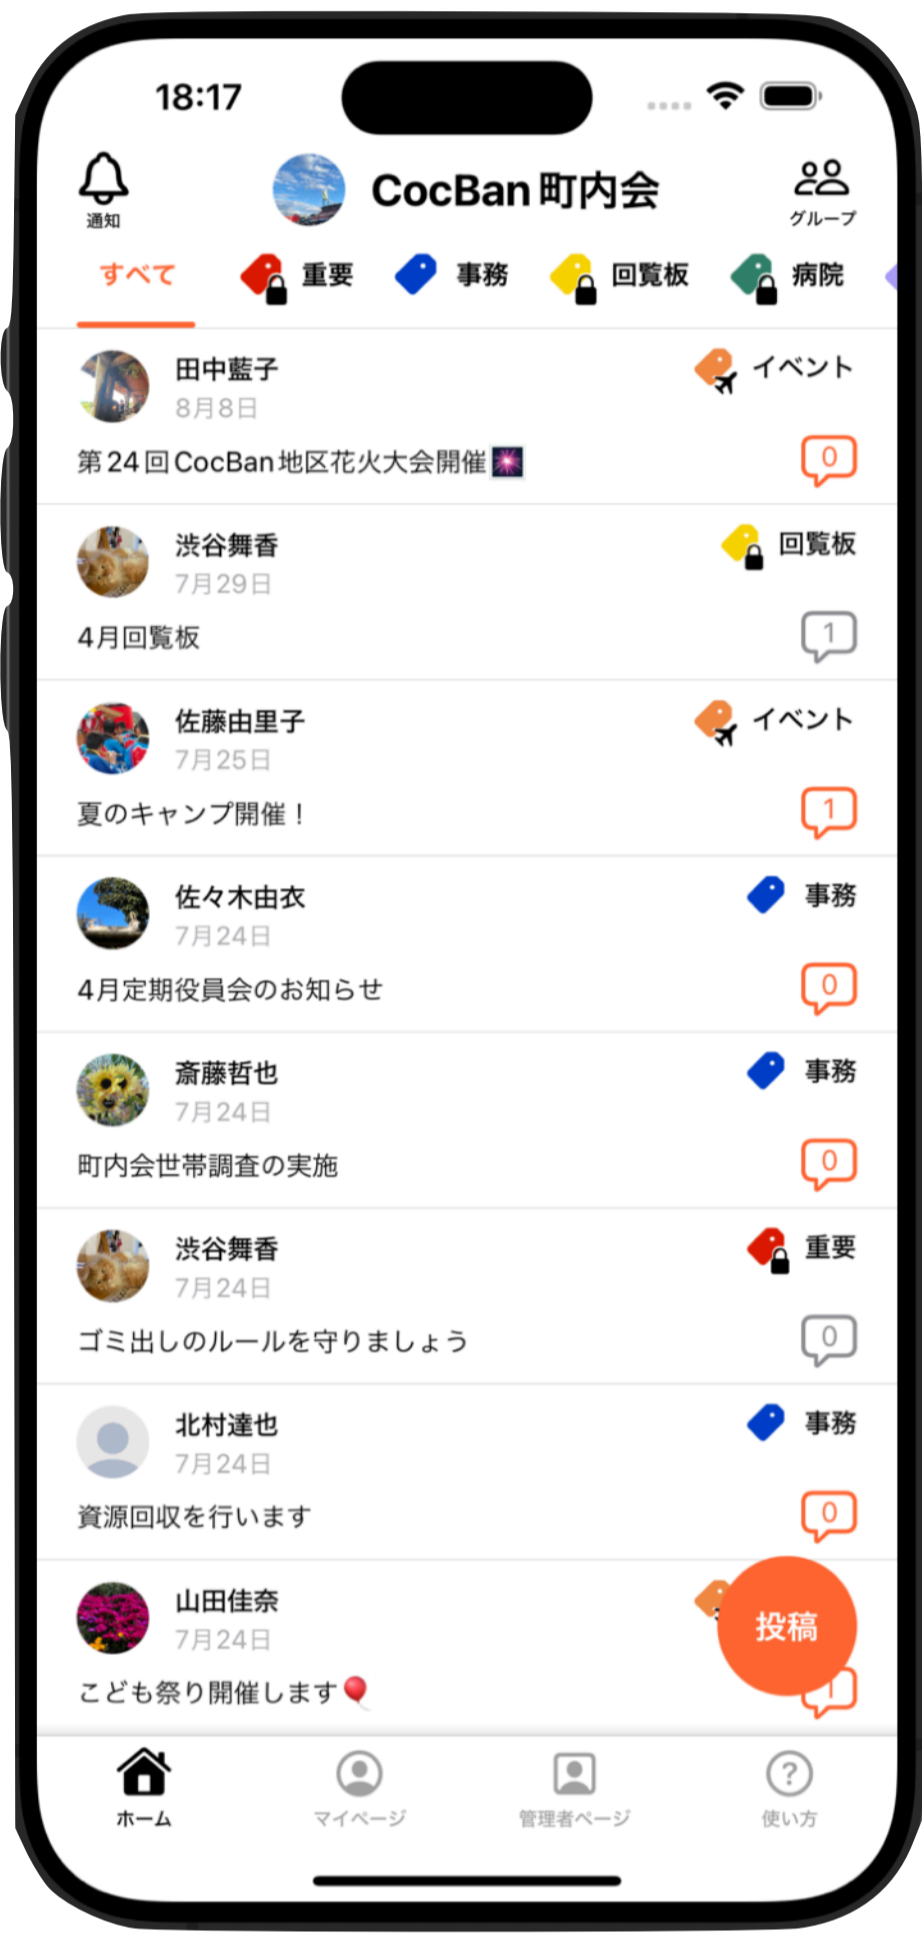 18:17
通知
CocBan 町内会
グループ
すべて 重要 事務 回覧板 病院
田中藍子 イベント
8月8日
第24回CocBan地区花火大会開催🎆 0
渋谷舞香 回覧板
7月29日
4月回覧板 1
佐藤由里子 イベント
7月25日
夏のキャンプ開催！ 1
佐々木由衣 事務
7月24日
4月定期役員会のお知らせ 0
斎藤哲也 事務
7月24日
町内会世帯調査の実施 0
渋谷舞香 重要
7月24日
ゴミ出しのルールを守りましょう 0
北村達也 事務
7月24日
資源回収を行います 0
山田佳奈
7月24日
投稿
こども祭り開催します🎈
ホーム マイページ 管理者ページ 使い方